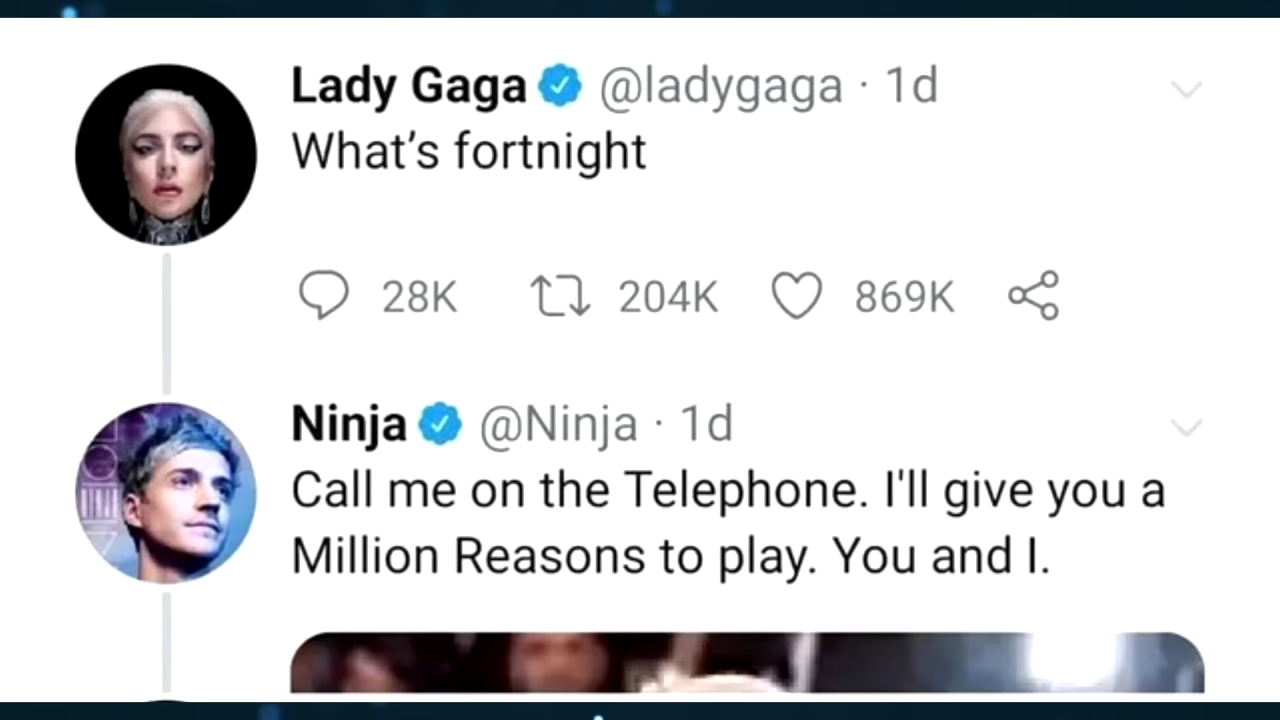 Lady Gaga @ladygaga · 1d
What’s fortnight
28K 204K 869K
Ninja @Ninja · 1d
Call me on the Telephone. I'll give you a
Million Reasons to play. You and I.